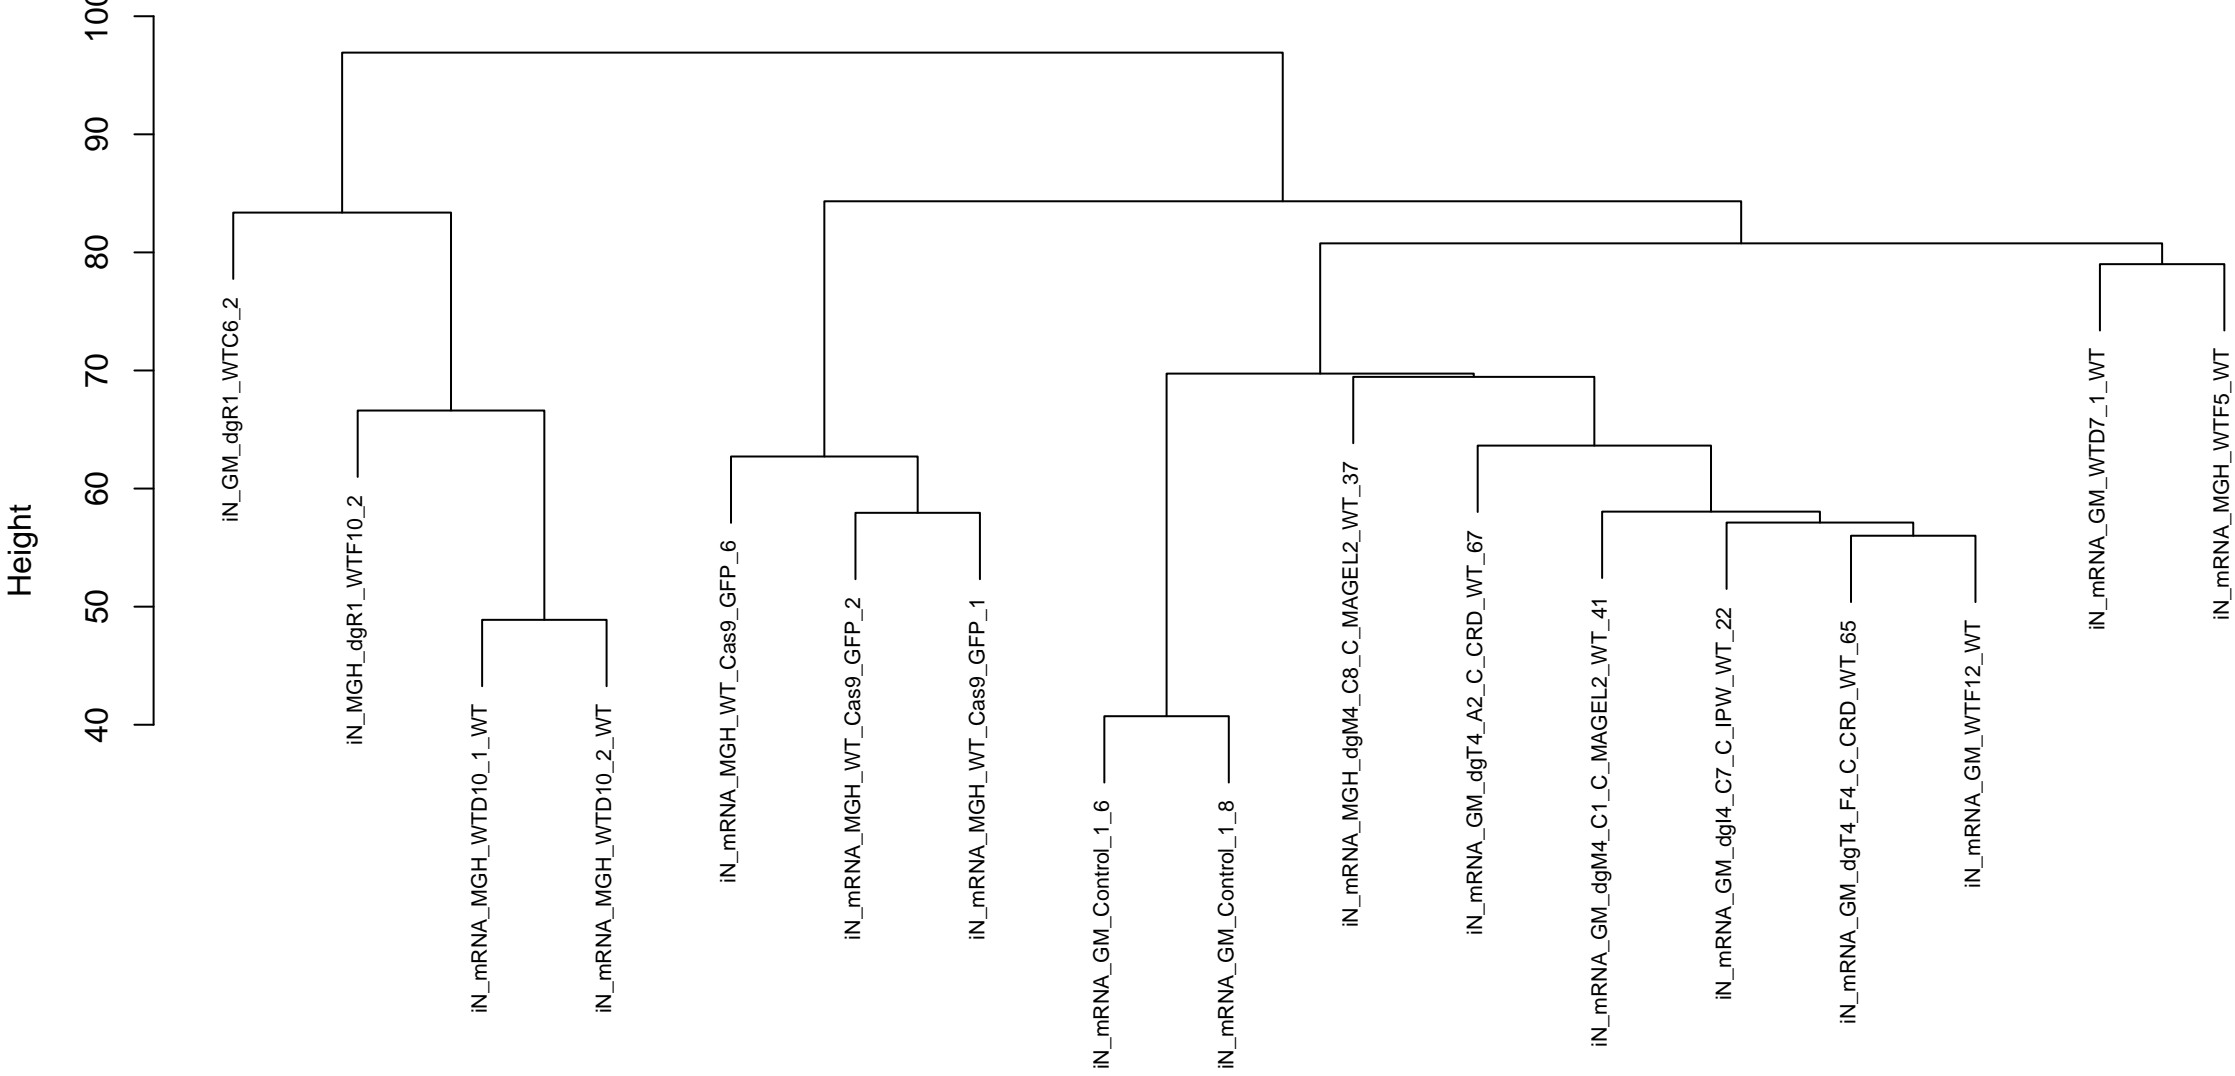 Height
100
90
80
70
60
50
40
iN_GM_dgR1_WTC6_2
iN_MGH_dgR1_WTF10_2
iN_mRNA_MGH_WTD10_1_WT
iN_mRNA_MGH_WTD10_2_WT
iN_mRNA_MGH_WT_Cas9_GFP_6
iN_mRNA_MGH_WT_Cas9_GFP_2
iN_mRNA_MGH_WT_Cas9_GFP_1
iN_mRNA_GM_Control_1_6
iN_mRNA_GM_Control_1_8
iN_mRNA_MGH_dgM4_C8_C_MAGEL2_WT_37
iN_mRNA_GM_dgT4_A2_C_CRD_WT_67
iN_mRNA_GM_dgM4_C1_C_MAGEL2_WT_41
iN_mRNA_GM_dgI4_C7_C_IPW_WT_22
iN_mRNA_GM_dgT4_F4_C_CRD_WT_65
iN_mRNA_GM_WTF12_WT
iN_mRNA_GM_WTD7_1_WT
iN_mRNA_MGH_WTF5_WT